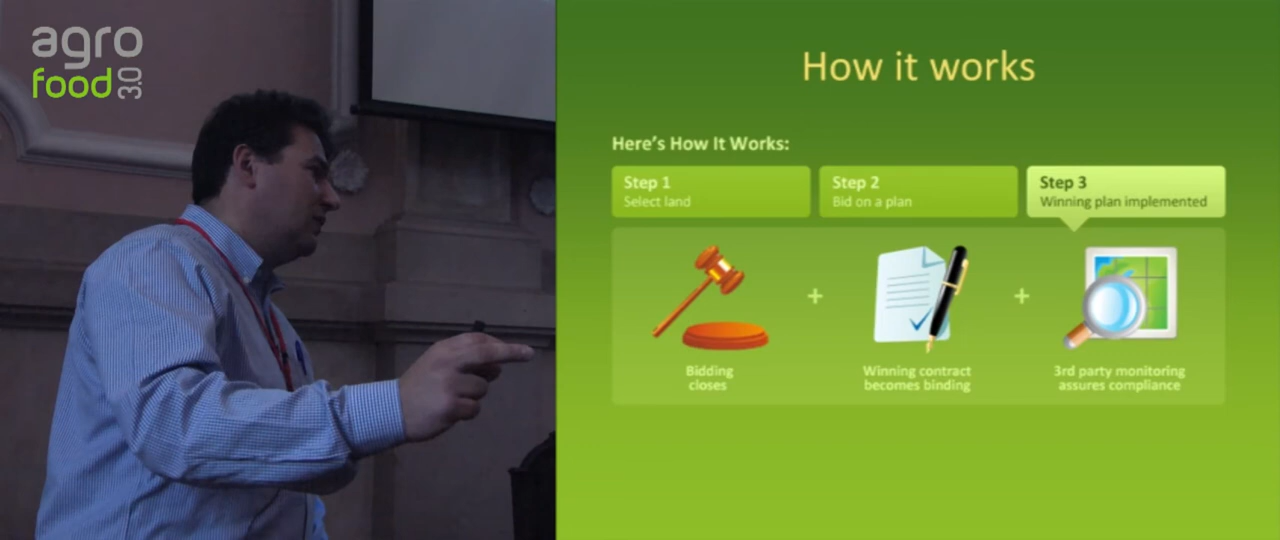 agro
food 3.0
How it works
Here's How It Works:
Step 1
Select land
Step 2
Bid on a plan
Step 3
Winning plan implemented
+
+
Bidding
closes
Winning contract
becomes binding
3rd party monitoring
assures compliance